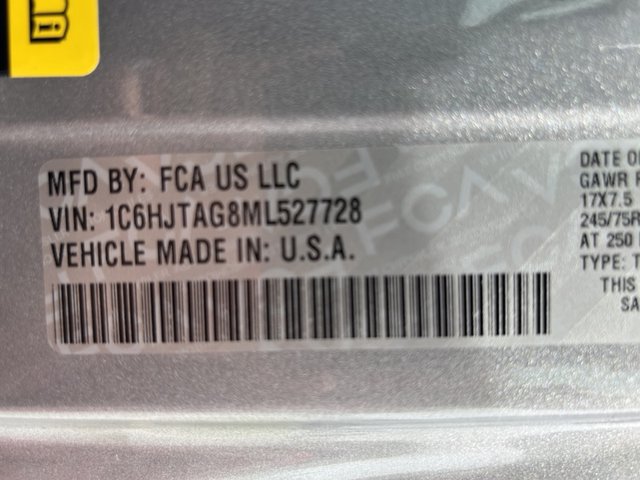 MFD BY: FCA US LLC
VIN: 1C6HJTAG8ML527728
VEHICLE MADE IN: U.S.A.
DATE O
GAWR
17X7.5
245/75R
AT 250
TYPE: T
THIS
SA
FCA